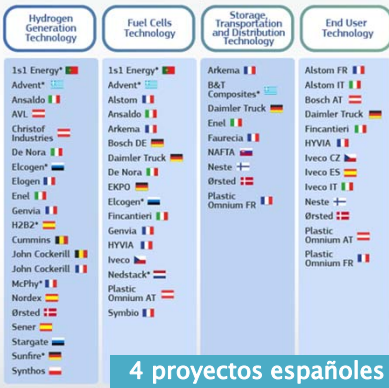 Hydrogen
Generation
Technology
1s1 Energy*
Advent*
Ansaldo
AVL
Christof
Industries
De Nora
Elcogen*
Elogen
Enel
Genvia
H2B2*
Cummins
John Cockerill
John Cockerill
McPhy*
Nordex
Ørsted
Sener
Stargate
Sunfire*
Synthos
Fuel Cells
Technology
1s1 Energy*
Advent*
Alstom
Ansaldo
Arkema
Bosch DE
Daimler Truck
De Nora
EKPO
Elcogen*
Fincantieri
Genvia
HYVIA
Iveco
Nedstack*
Plastic
Omnium AT
Symbio
Storage,
Transportation
and Distribution
Technology
Arkema
B&T
Composites*
Daimler Truck
Enel
Faurecia
NAFTA
Neste
Ørsted
Plastic
Omnium FR
End User
Technology
Alstom FR
Alstom IT
Bosch AT
Daimler Truck
Fincantieri
HYVIA
Iveco CZ
Iveco ES
Iveco IT
Neste
Ørsted
Plastic
Omnium AT
Plastic
Omnium FR
4 proyectos españoles